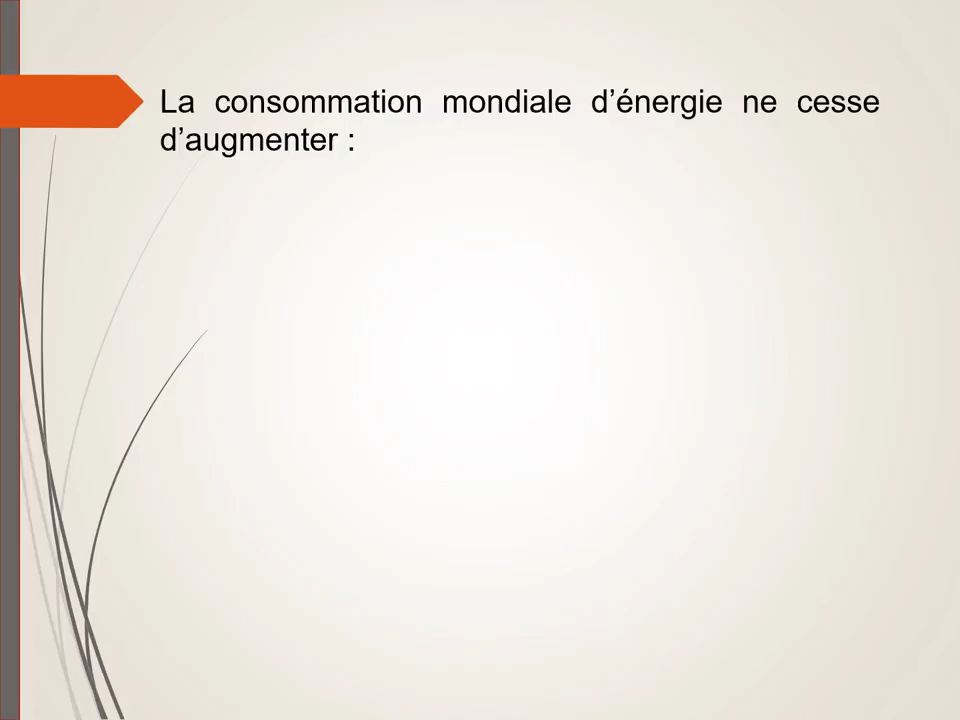 La consommation mondiale d’énergie ne cesse
d’augmenter :